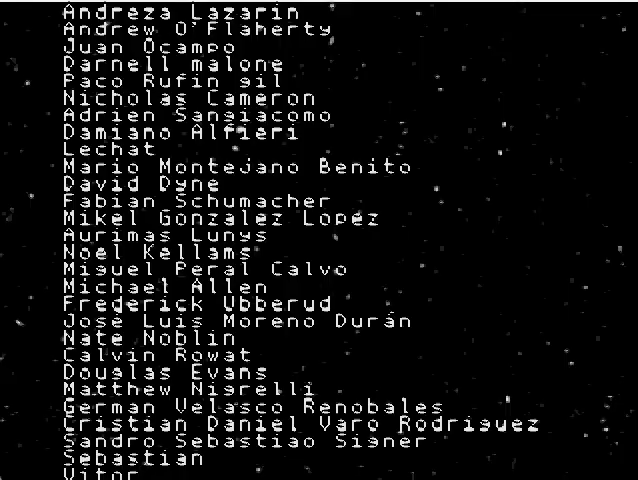 Andreza Lazarin
Andrew O'Flaherty
Juan Ocampo
Darnell malone
Paco Rufin gil
Nicholas Cameron
Adrien Sangiacomo
Damiano Alfieri
Lechat
Mario Montejano Benito
David Dyne
Fabian Schumacher
Mikel Gonzalez Lopez
Aurimas Lunys
Noel Kellams
Miguel Peral Calvo
Michael Allen
Frederick Ubberud
José Luis Moreno Durán
Nate Noblin
Calvin Rowat
Douglas Evans
Matthew Nigrelli
German Velasco Renobales
Cristian Daniel Varo Rodriguez
Sandro Sebastiao Signer
Sebastian
Vitor